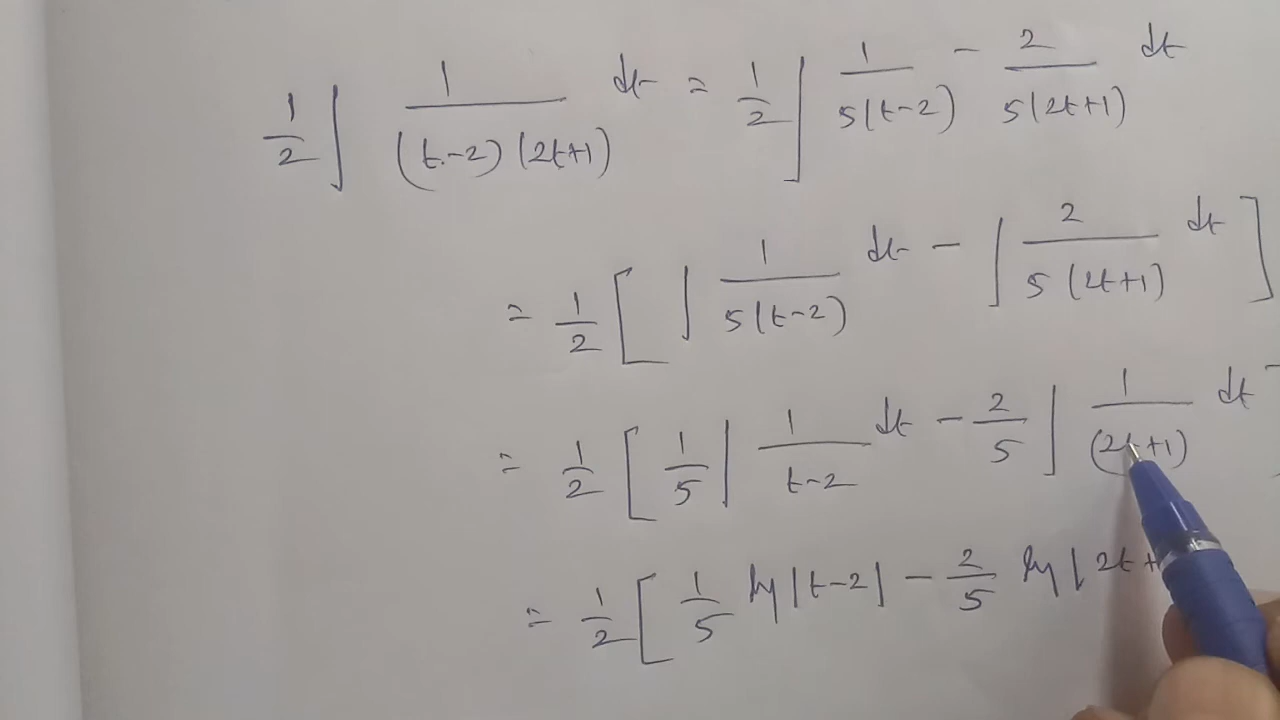 1/2 ∫ 1/((t-2)(2t+1)) dt = 1/2 ∫ 1/(5(t-2)) - 2/(5(2t+1)) dt
= 1/2 [ ∫ 1/(5(t-2)) dt - ∫ 2/(5(2t+1)) dt ]
= 1/2 [ 1/5 ∫ 1/(t-2) dt - 2/5 ∫ 1/(2t+1) dt ]
= 1/2 [ 1/5 log|t-2| - 2/5 log|2t+